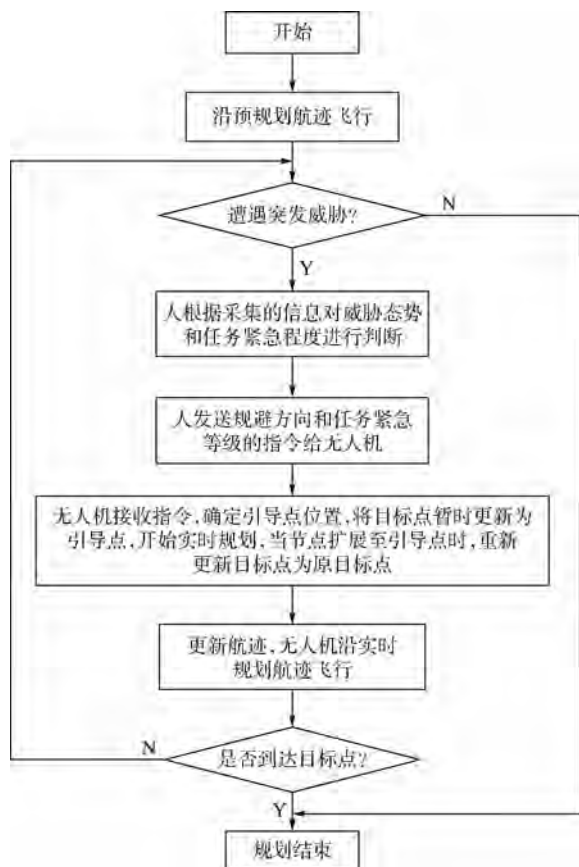 开始
沿预规划航迹飞行
遭遇突发威胁?
N
Y
人根据采集的信息对威胁态势
和任务紧急程度进行判断
人发送规避方向和任务紧急
等级的指令给无人机
无人机接收指令,确定引导点位置,将目标点暂时更新为
引导点,开始实时规划,当节点扩展至引导点时,重新
更新目标点为原目标点
更新航迹,无人机沿实时
规划航迹飞行
N
是否到达目标点?
Y
规划结束